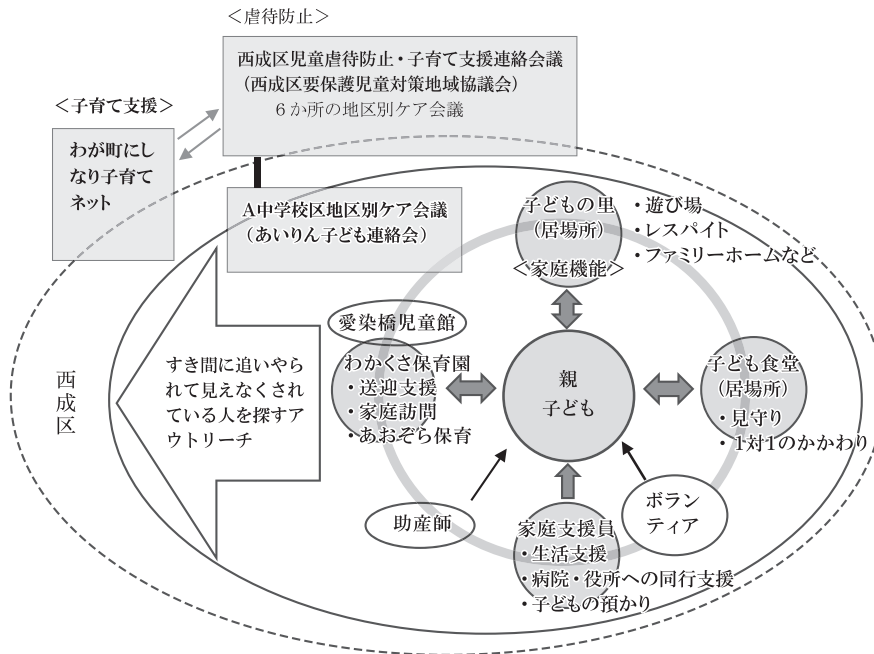 ＜虐待防止＞
西成区児童虐待防止・子育て支援連絡会議
（西成区要保護児童対策地域協議会）
６か所の地区別ケア会議
＜子育て支援＞
わが町にし
なり子育て
ネット
A中学校区地区別ケア会議
（あいりん子ども連絡会）
子どもの里
（居場所）
＜家庭機能＞
・遊び場
・レスパイト
・ファミリーホームなど
愛染橋児童館
わかくさ保育園
・送迎支援
・家庭訪問
・あおぞら保育
親
子ども
子ども食堂
（居場所）
・見守り
・1対1のかかわり
すき間に追いやら
れて見えなくされ
ている人を探すア
ウトリーチ
西成区
助産師
ボラン
ティア
家庭支援員
・生活支援
・病院・役所への同行支援
・子どもの預かり